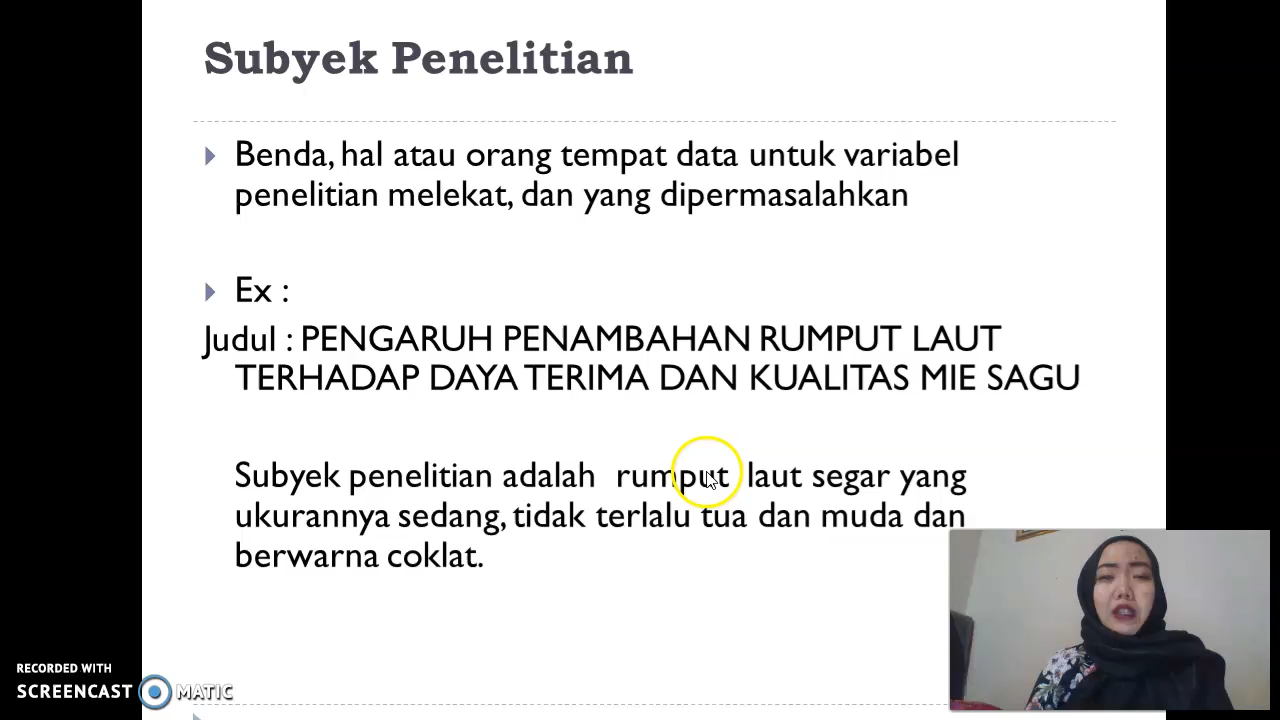 Subyek Penelitian
Benda, hal atau orang tempat data untuk variabel
penelitian melekat, dan yang dipermasalahkan
Ex :
Judul : PENGARUH PENAMBAHAN RUMPUT LAUT
TERHADAP DAYA TERIMA DAN KUALITAS MIE SAGU
Subyek penelitian adalah rumput laut segar yang
ukurannya sedang, tidak terlalu tua dan muda dan
berwarna coklat.
RECORDED WITH
SCREENCAST MATIC